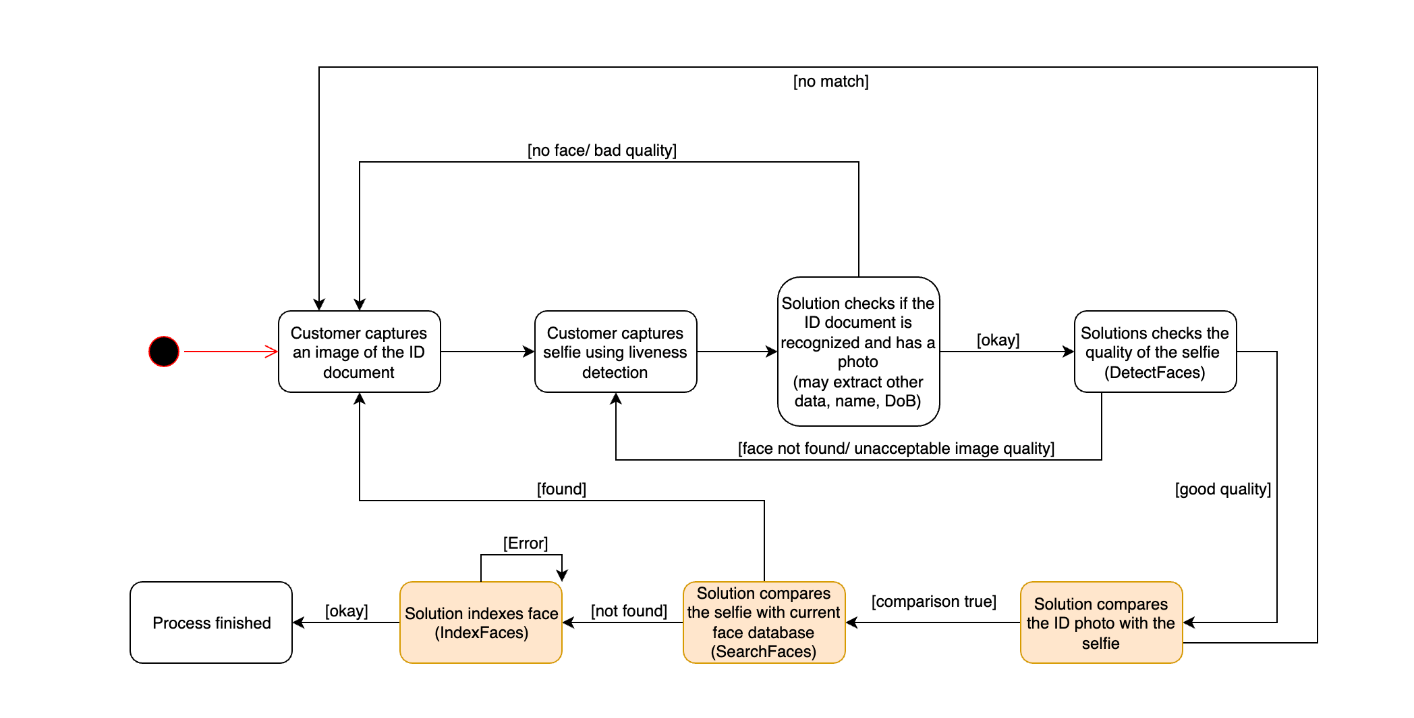 [no match]
[no face/ bad quality]
Customer captures
an image of the ID
document
Customer captures
selfie using liveness
detection
Solution checks if the
ID document is
recognized and has a
photo
(may extract other
data, name, DoB)
[okay]
Solutions checks the
quality of the selfie
(DetectFaces)
[face not found/ unacceptable image quality]
[found]
[good quality]
[Error]
Process finished
[okay]
Solution indexes face
(IndexFaces)
[not found]
Solution compares
the selfie with current
face database
(SearchFaces)
[comparison true]
Solution compares
the ID photo with the
selfie